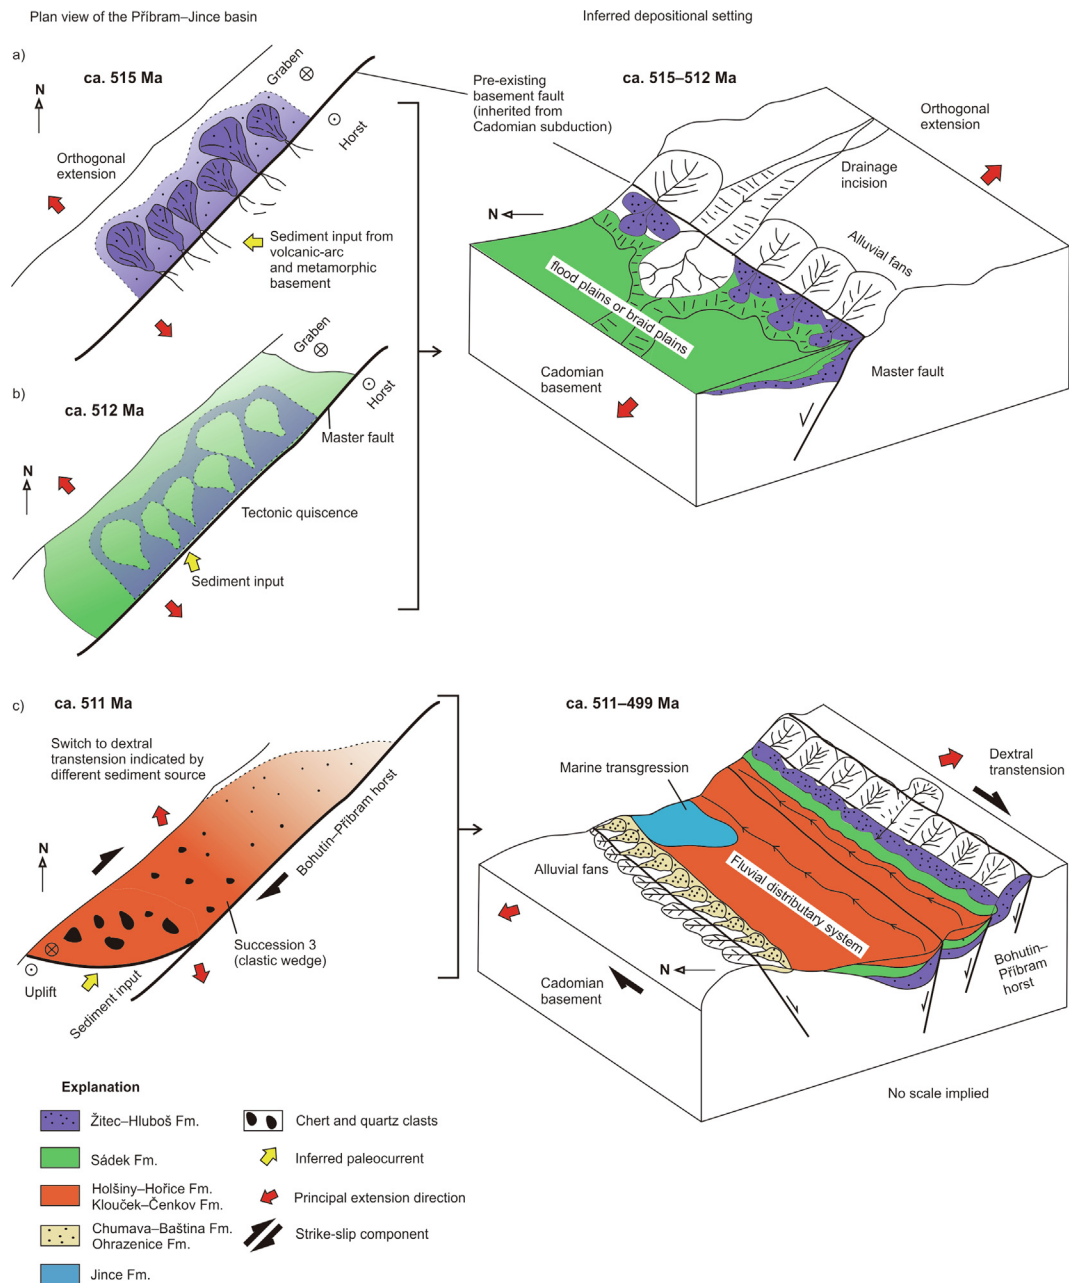 Plan view of the Příbram–Jince basin
Inferred depositional setting
a)
ca. 515 Ma
N
Graben
Horst
Orthogonal
extension
Sediment input from
volcanic-arc
and metamorphic
basement
Pre-existing
basement fault
(inherited from
Cadomian subduction)
ca. 515–512 Ma
Orthogonal
extension
Drainage
incision
N
Alluvial fans
flood plains or braid plains
Cadomian
basement
Master fault
b)
ca. 512 Ma
N
Graben
Horst
Master fault
Tectonic quiscence
Sediment input
c)
ca. 511 Ma
Switch to dextral
transtension indicated by
different sediment source
N
Bohutin–Příbram horst
Succession 3
(clastic wedge)
Uplift
Sediment input
ca. 511–499 Ma
Marine transgression
Dextral
transtension
Alluvial fans
Fluvial distributary system
N
Cadomian
basement
Bohutin–
Příbram
horst
No scale implied
Explanation
Žitec–Hluboš Fm.
Sádek Fm.
Holšiny–Hořice Fm.
Klouček–Čenkov Fm.
Chumava–Baština Fm.
Ohrazenice Fm.
Jince Fm.
Chert and quartz clasts
Inferred paleocurrent
Principal extension direction
Strike-slip component